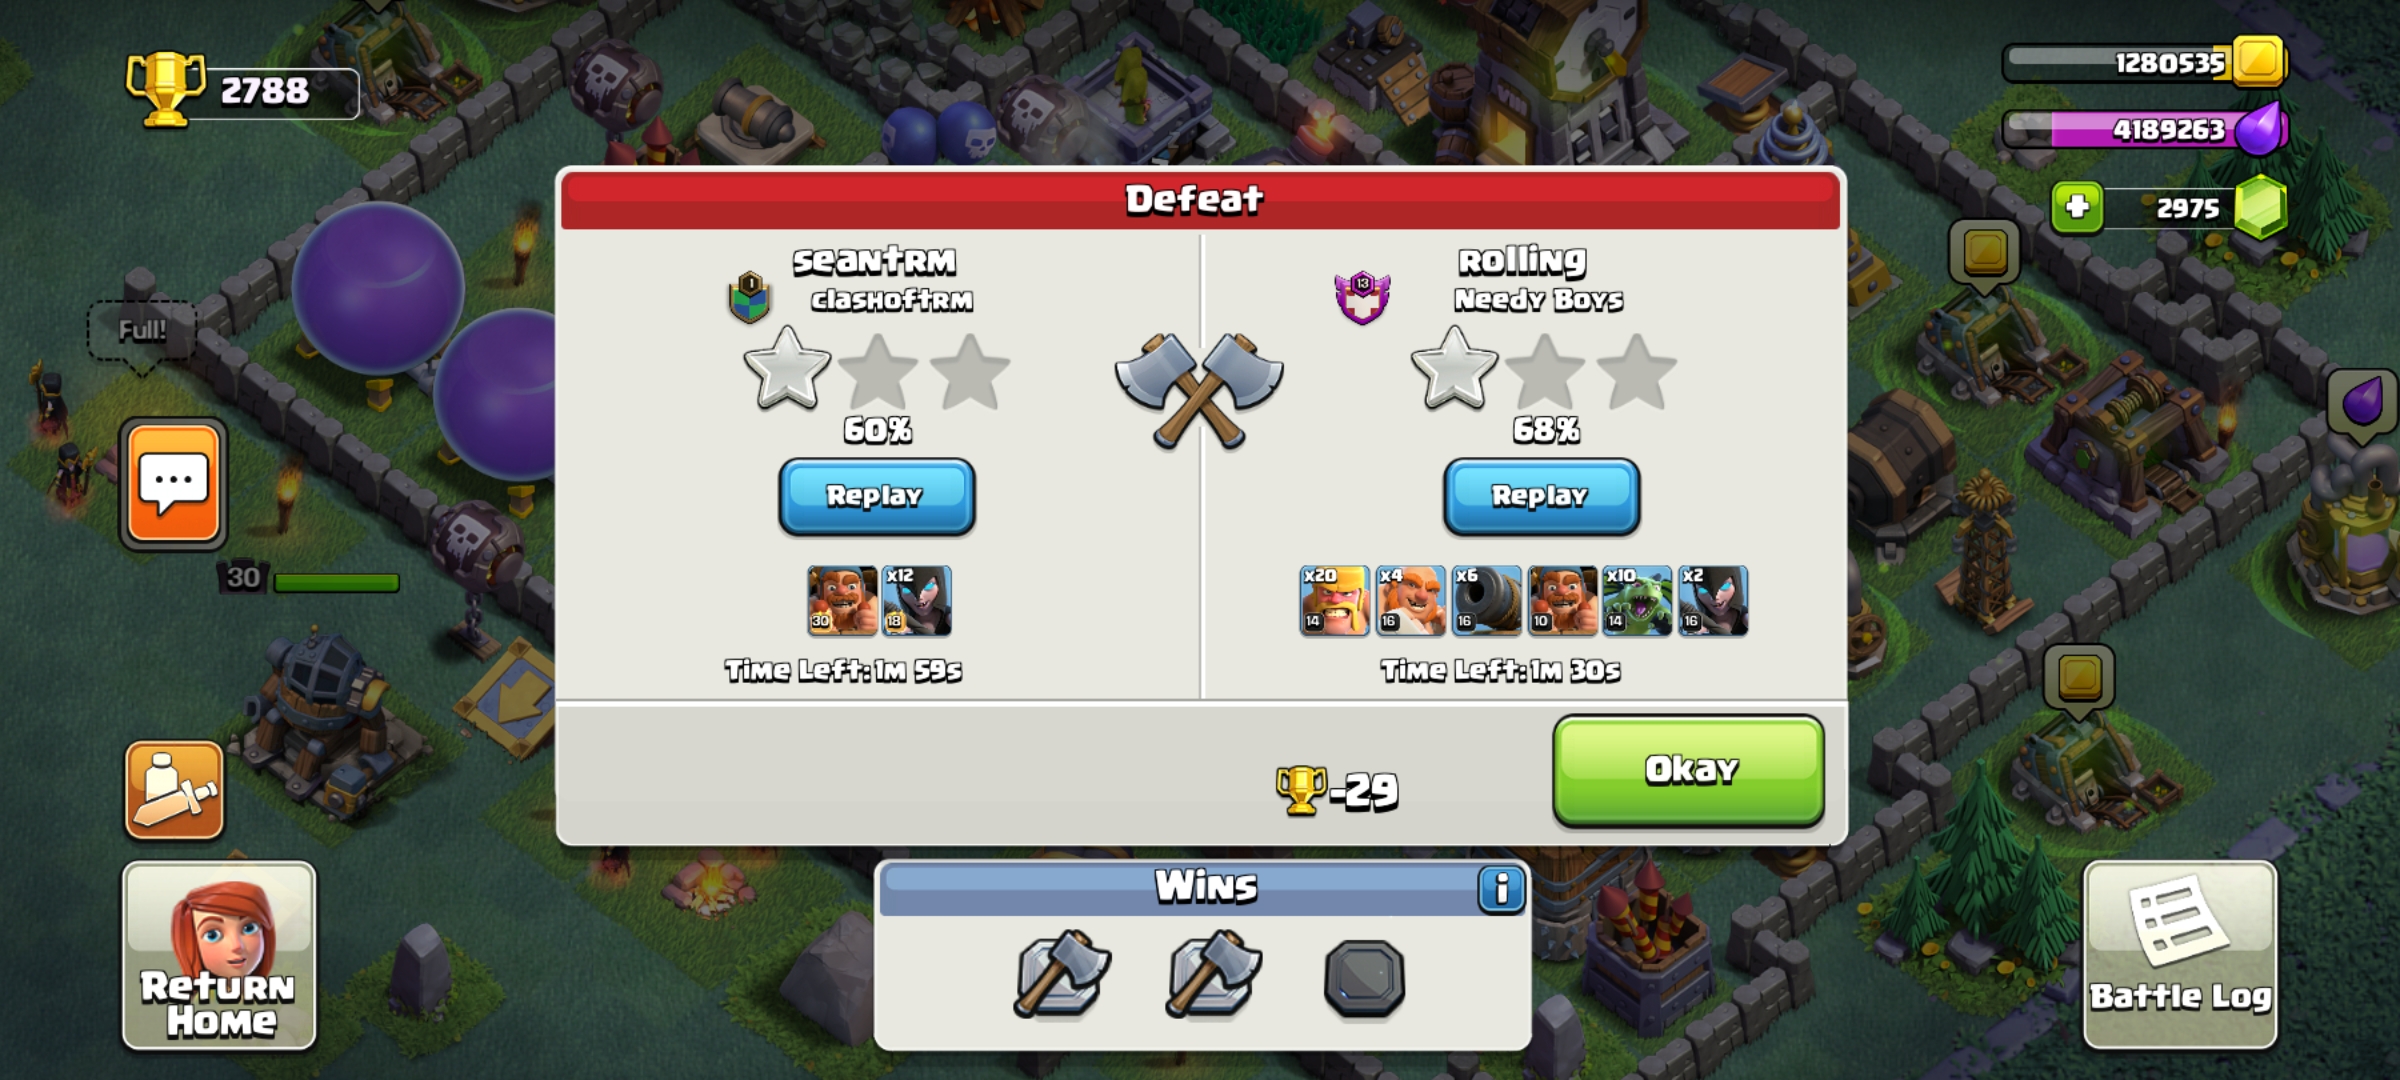 2788
1280535
4189263
2975
Full!
30
Defeat
seantrm
clashoftrm
1
60%
Replay
30
x12
18
Time Left:1m 59s
Rolling
Needy Boys
13
68%
Replay
x20
14
x4
16
x6
16
10
x10
14
x2
16
Time Left:1m 30s
-29
Okay
Wins
i
Return
Home
Battle Log